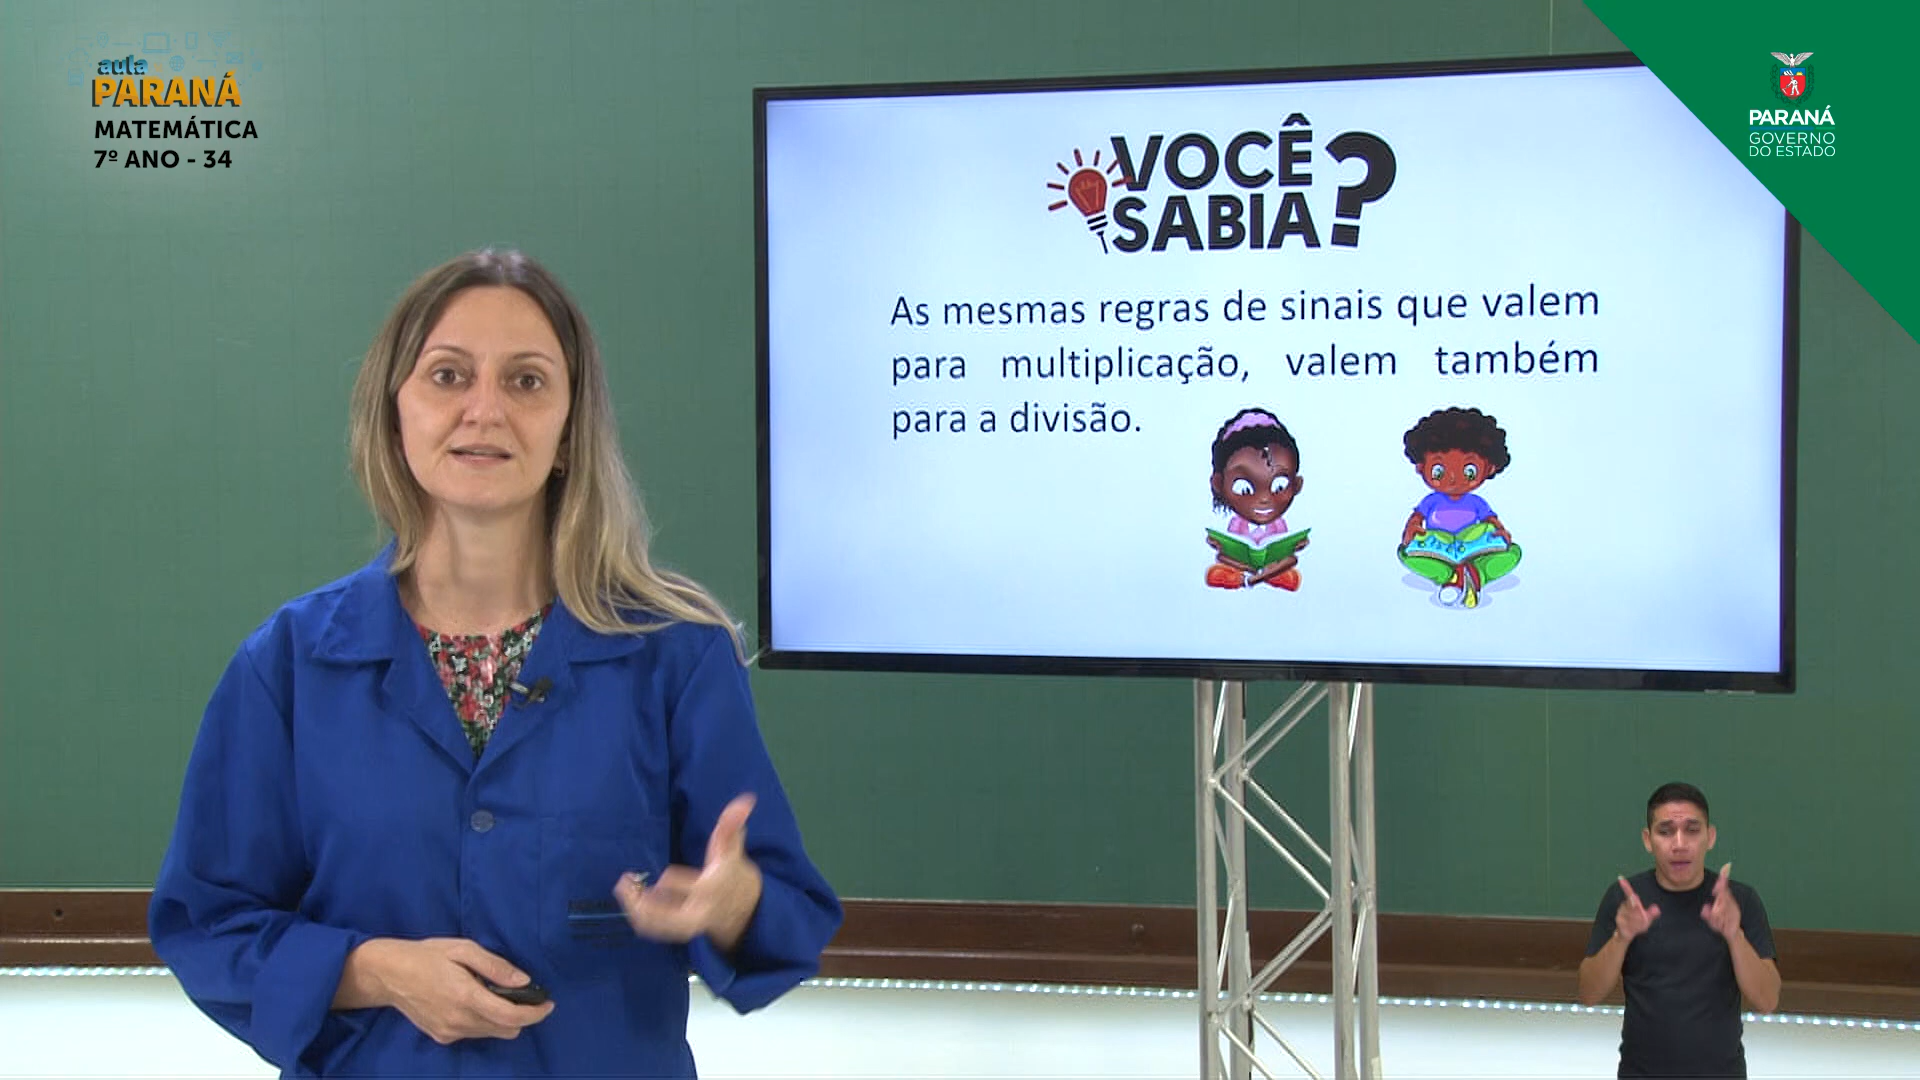 aula
PARANÁ
MATEMÁTICA
7º ANO - 34
VOCÊ
SABIA?
As mesmas regras de sinais que valem
para multiplicação, valem também
para a divisão.
PARANÁ
GOVERNO
DO ESTADO